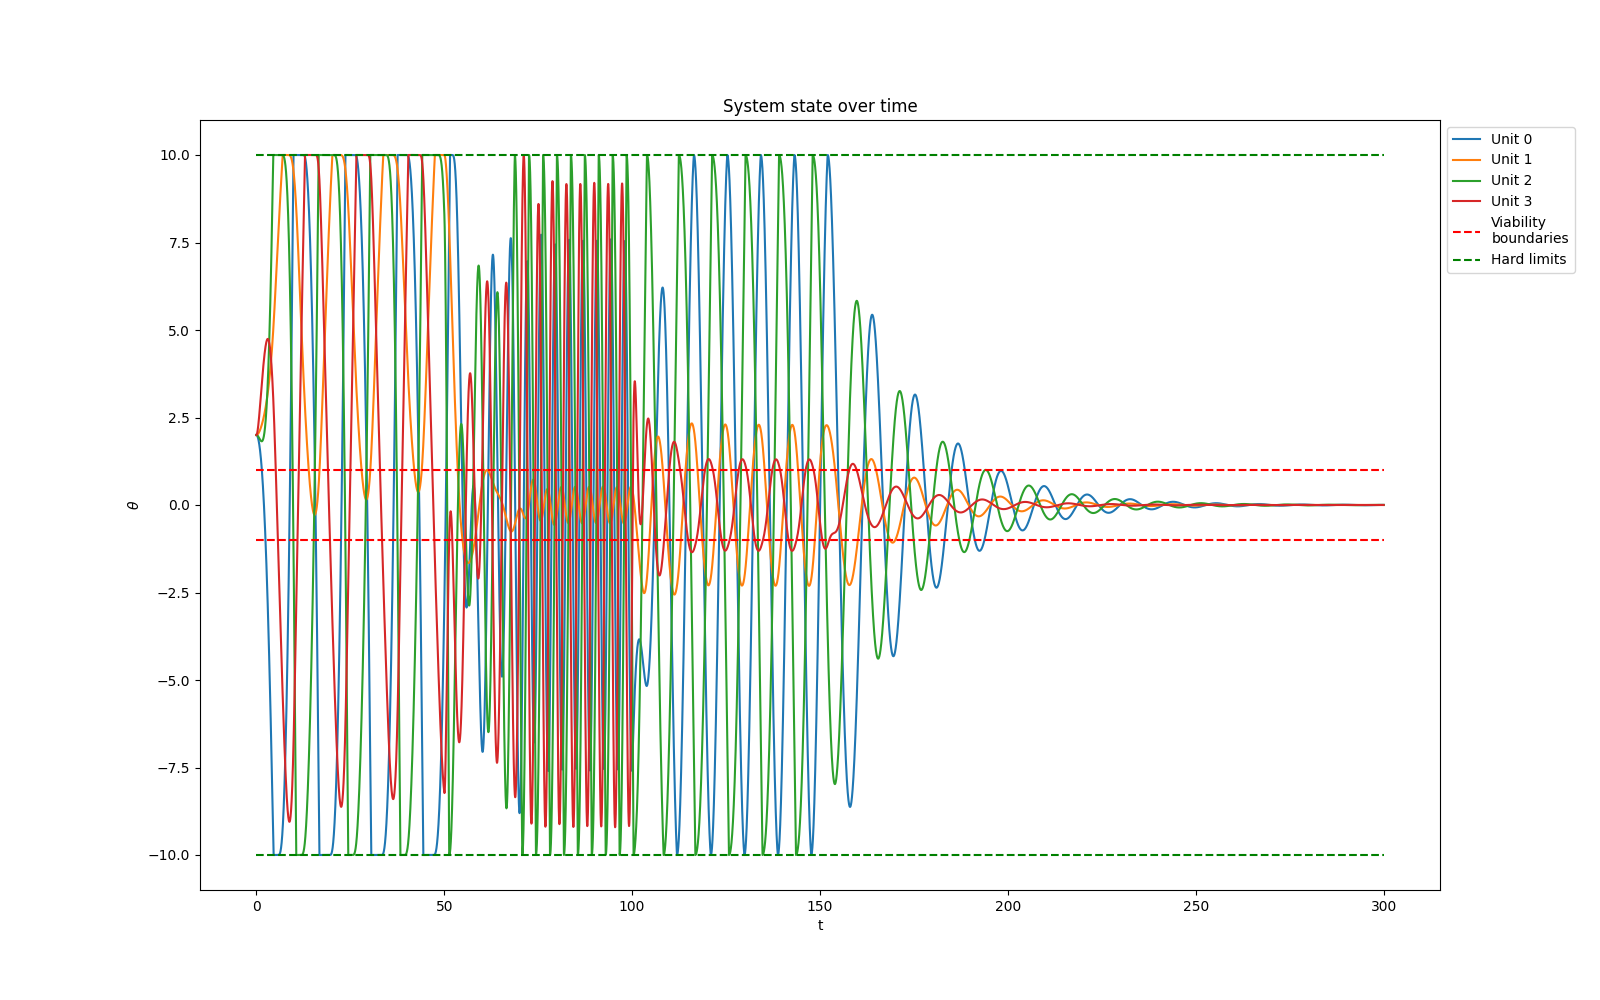 System state over time
10.0
7.5
5.0
2.5
0.0
−2.5
−5.0
−7.5
−10.0
θ
0
50
100
150
200
250
300
t
Unit 0
Unit 1
Unit 2
Unit 3
Viability
boundaries
Hard limits